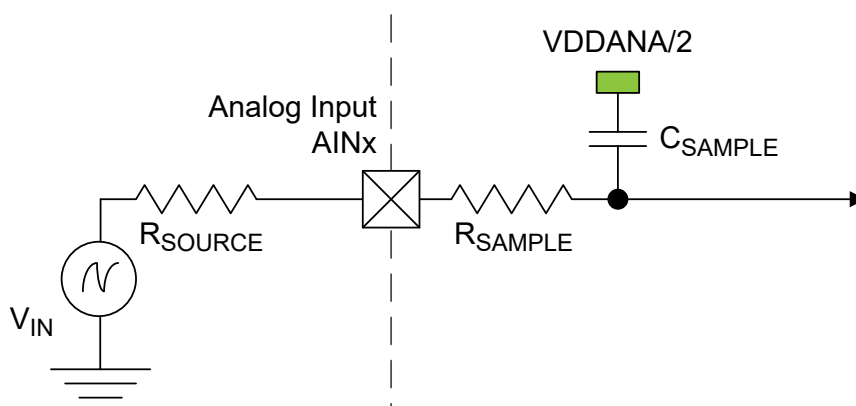 VDDANA/2
Analog Input
AINx
CSAMPLE
RSOURCE
RSAMPLE
VIN